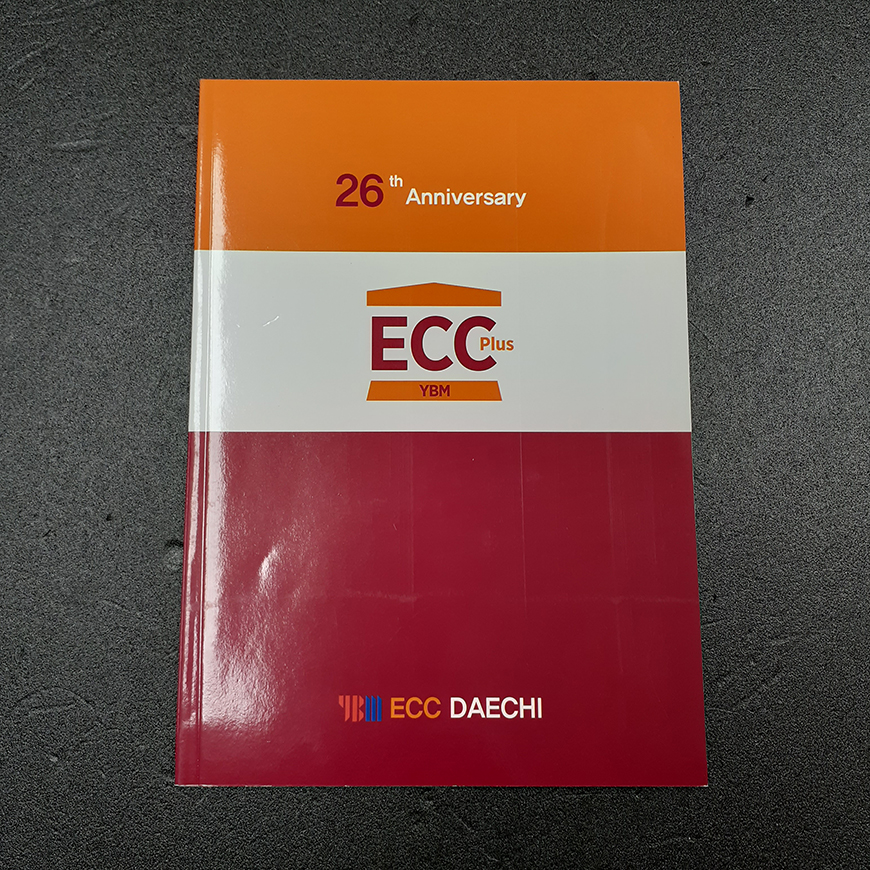 26th Anniversary
ECC Plus
YBM
YBM ECC DAECHI